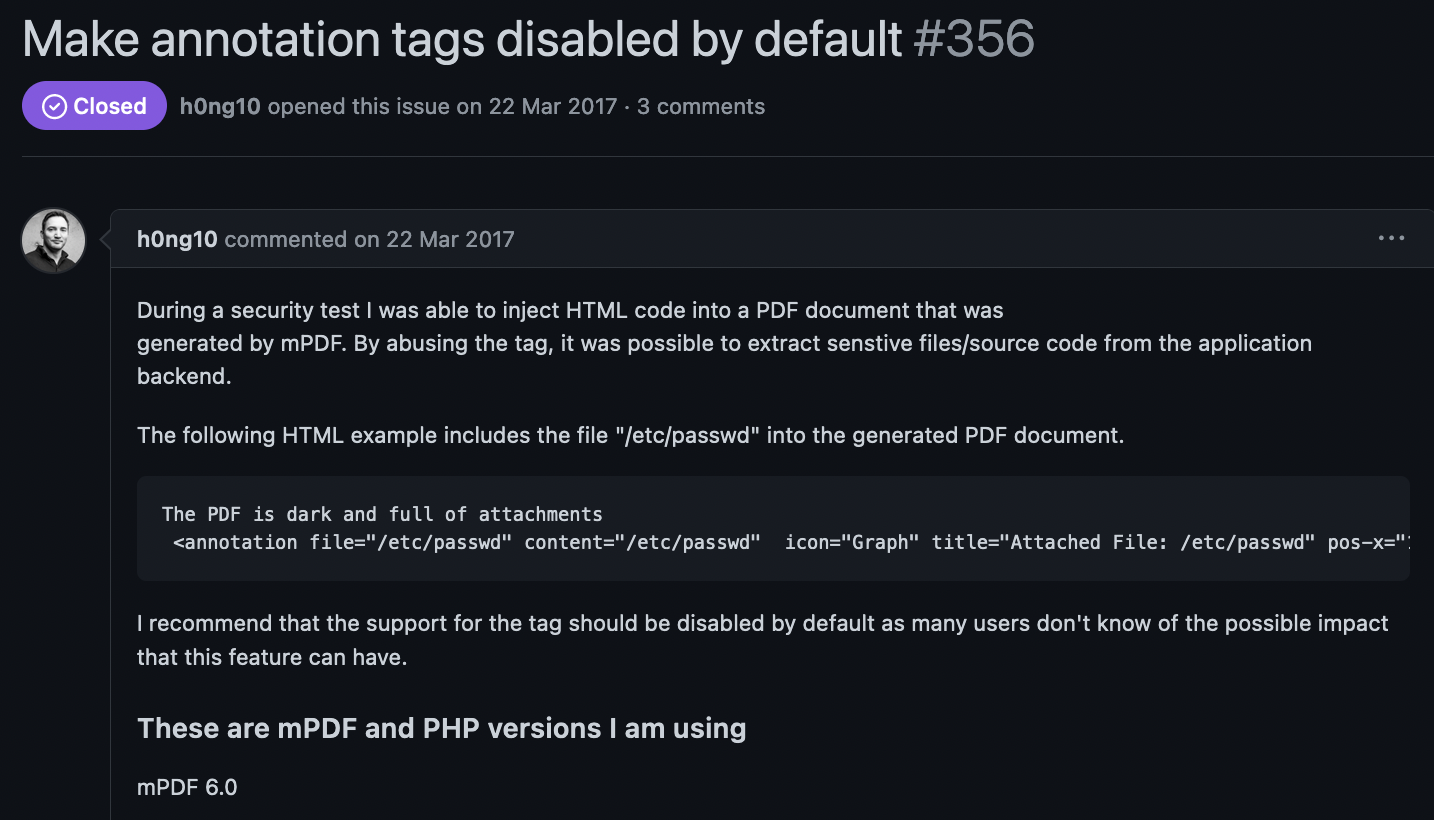 Make annotation tags disabled by default #356
Closed h0ng10 opened this issue on 22 Mar 2017 · 3 comments
h0ng10 commented on 22 Mar 2017
During a security test I was able to inject HTML code into a PDF document that was
generated by mPDF. By abusing the tag, it was possible to extract senstive files/source code from the application
backend.
The following HTML example includes the file "/etc/passwd" into the generated PDF document.
The PDF is dark and full of attachments
<annotation file="/etc/passwd" content="/etc/passwd"  icon="Graph" title="Attached File: /etc/passwd" pos-x="
I recommend that the support for the tag should be disabled by default as many users don't know of the possible impact
that this feature can have.
These are mPDF and PHP versions I am using
mPDF 6.0